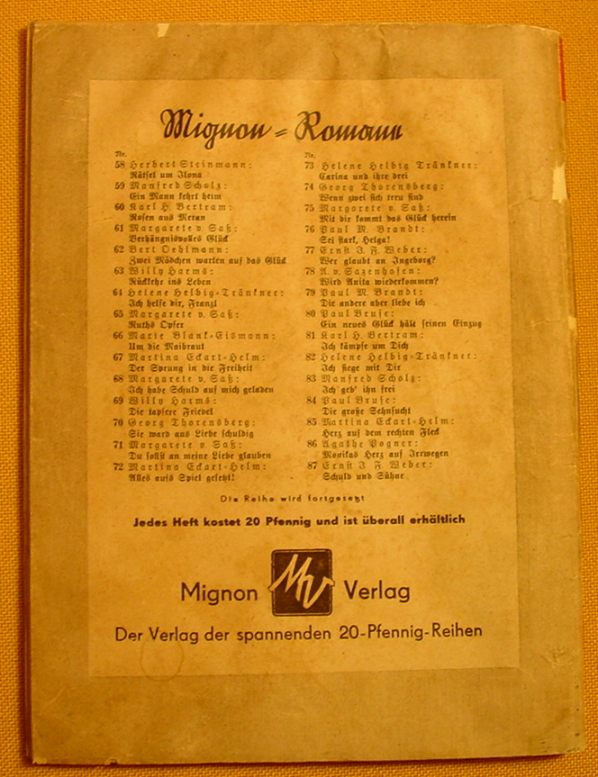 Mignon-Romane
Nr.
58 Herbert Steinmann:
Rätsel um Ilona
59 Manfred Scholz:
Ein Mann kehrt heim
60 Karl H. Bertram:
Rosen aus Meran
61 Margarete v. Saß:
Verhängnisvolles Glück
62 Bert Oehlmann:
Zwei Mädchen warten auf das Glück
63 Willy Harms:
Rückkehr ins Leben
64 Helene Helbig-Tränkner:
Ich helfe dir, Franzl
65 Margarete v. Saß:
Ruths Opfer
66 Marie Blank-Eismann:
Um die Maibraut
67 Martina Eckart-Helm:
Der Sprung in die Freiheit
68 Margarete v. Saß:
Ich habe Schuld auf mich geladen
69 Willy Harms:
Die tapfere Friedel
70 Georg Thorensberg:
Sie ward aus Liebe schuldig
71 Margarete v. Saß:
Du sollst an meine Liebe glauben
72 Martina Eckart-Helm:
Alles aufs Spiel gesetzt!
Nr.
73 Helene Helbig Tränkner:
Carina und ihre drei
74 Georg Thorensberg:
Wenn zwei sich treu sind
75 Margarete v. Saß:
Mit dir kommt das Glück herein
76 Paul M. Brandt:
Sei stark, Helga!
77 Ernst J. F. Weber:
Wer glaubt an Ingeborg?
78 A. v. Sazenhofen:
Wird Anita wiederkommen?
79 Paul M. Brandt:
Die andere aber liebe ich
80 Paul Bruse:
Ein neues Glück hält seinen Einzug
81 Karl H. Bertram:
Ich kämpfe um Dich
82 Helene Helbig-Tränkner:
Ich siege mit Dir
83 Manfred Scholz:
Ich geb' ihn frei
84 Paul Bruse:
Die große Sehnsucht
85 Martina Eckart-Helm:
Herz auf dem rechten Fleck
86 Agathe Pogner:
Monikas Herz auf Irrwegen
87 Ernst J. F. Weber:
Schuld und Sühne
Die Reihe wird fortgesetzt
Jedes Heft kostet 20 Pfennig und ist überall erhältlich
Mignon MV Verlag
Der Verlag der spannenden 20-Pfennig-Reihen